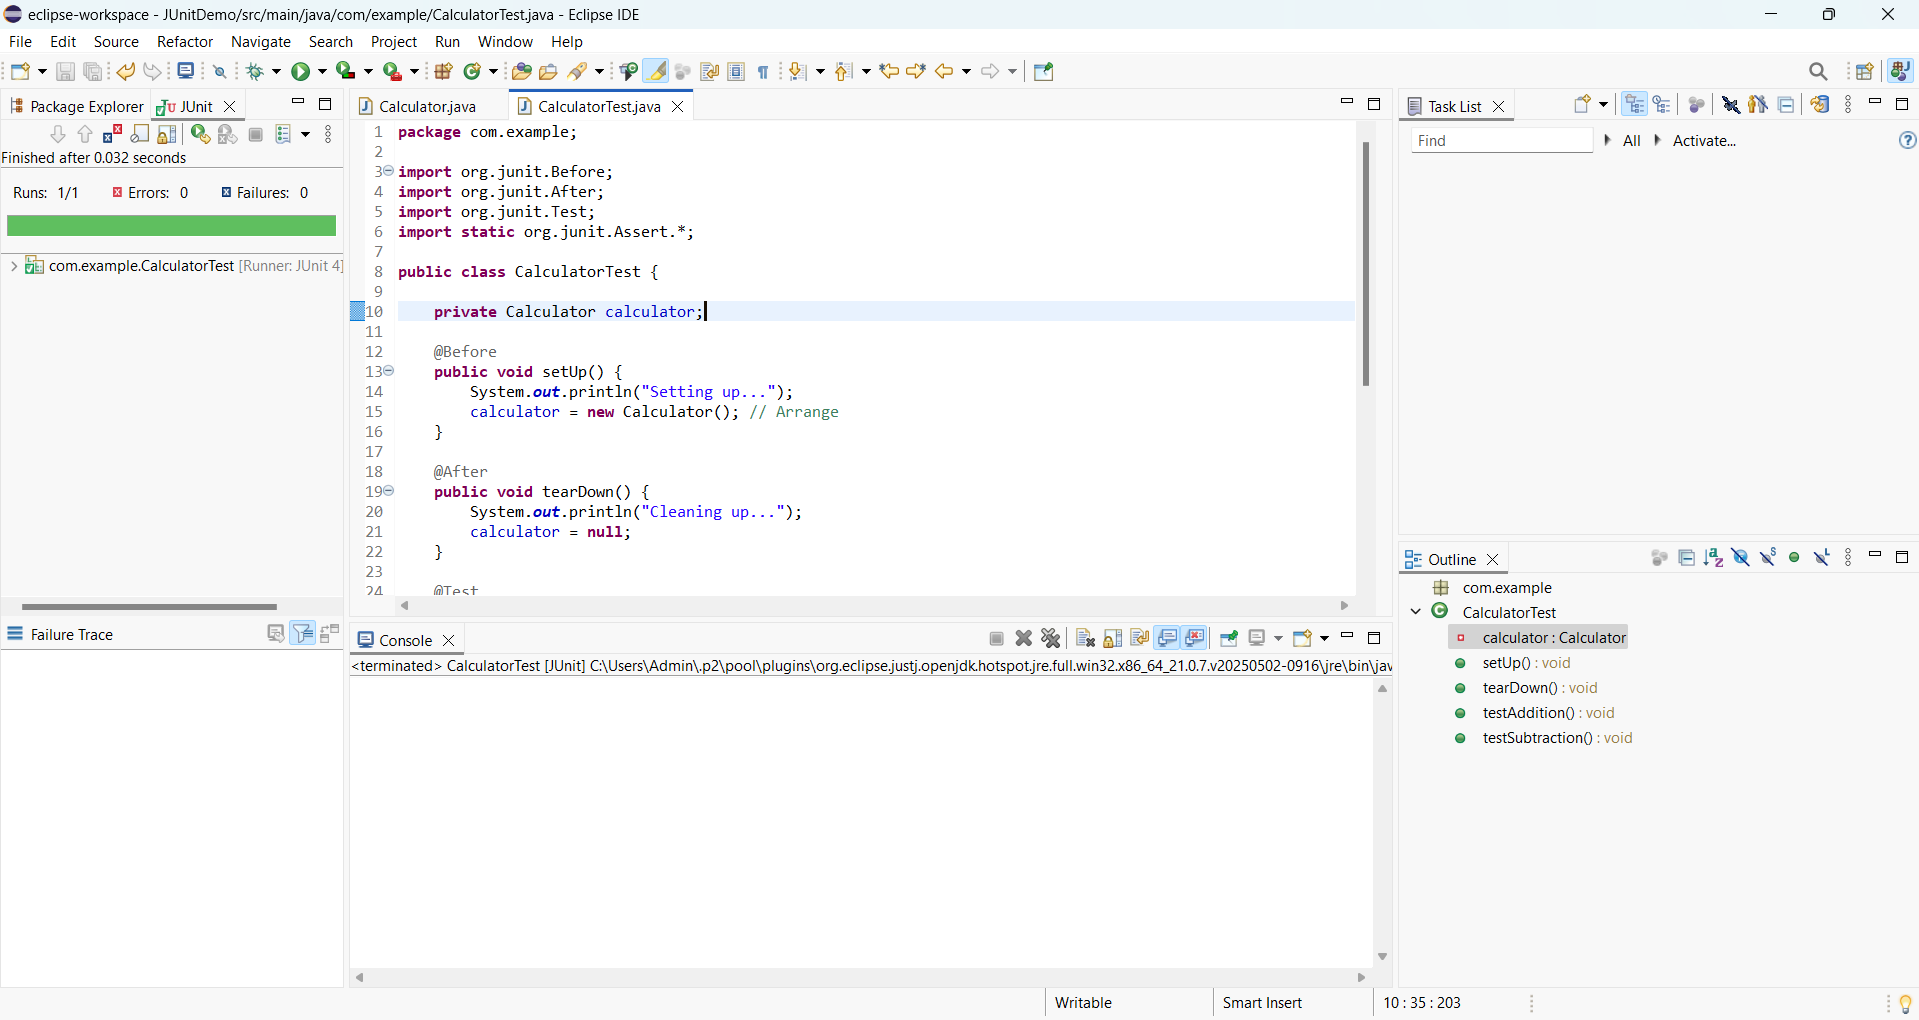 eclipse-workspace - JUnitDemo/src/main/java/com/example/CalculatorTest.java - Eclipse IDE
File Edit Source Refactor Navigate Search Project Run Window Help
Package Explorer JUnit
Finished after 0.032 seconds
Runs: 1/1 Errors: 0 Failures: 0
com.example.CalculatorTest [Runner: JUnit 4]
Failure Trace
Calculator.java CalculatorTest.java
1 package com.example;
2
3 import org.junit.Before;
4 import org.junit.After;
5 import org.junit.Test;
6 import static org.junit.Assert.*;
7
8 public class CalculatorTest {
9
10 private Calculator calculator;
11
12 @Before
13 public void setUp() {
14 System.out.println("Setting up...");
15 calculator = new Calculator(); // Arrange
16 }
17
18 @After
19 public void tearDown() {
20 System.out.println("Cleaning up...");
21 calculator = null;
22 }
23
24 @Test
Console
<terminated> CalculatorTest [JUnit] C:\Users\Admin\.p2\pool\plugins\org.eclipse.justj.openjdk.hotspot.jre.full.win32.x86_64_21.0.7.v20250502-0916\jre\bin\jav
Task List
Find All Activate...
Outline
com.example
CalculatorTest
calculator : Calculator
setUp() : void
tearDown() : void
testAddition() : void
testSubtraction() : void
Writable Smart Insert 10 : 35 : 203